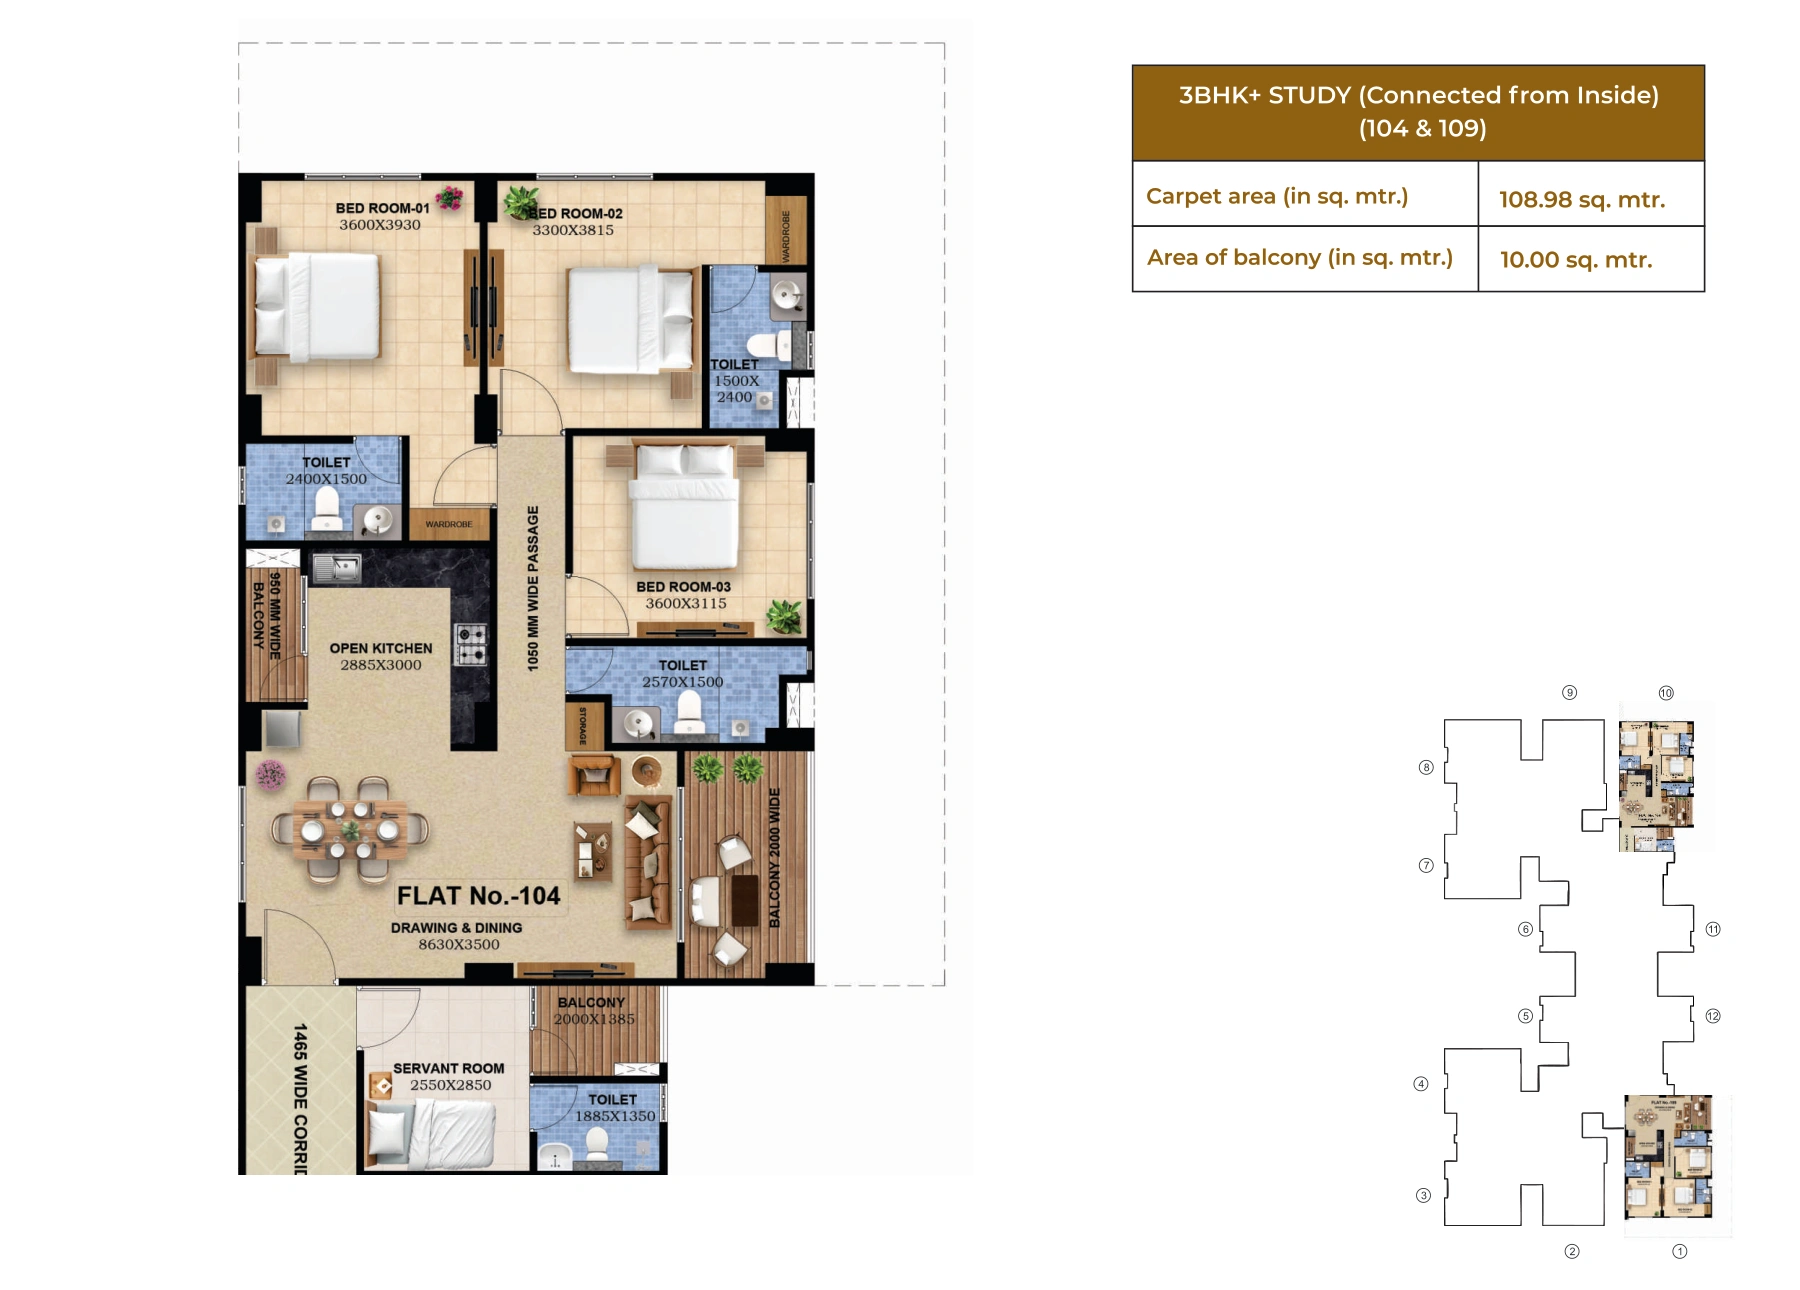 3BHK+ STUDY (Connected from Inside)
(104 & 109)
Carpet area (in sq. mtr.)
108.98 sq. mtr.
Area of balcony (in sq. mtr.)
10.00 sq. mtr.
BED ROOM-01
3600X3930
BED ROOM-02
3300X3815
WARDROBE
TOILET
1500X
2400
TOILET
2400X1500
WARDROBE
1050 MM WIDE PASSAGE
BED ROOM-03
3600X3115
950 MM WIDE
BALCONY
OPEN KITCHEN
2885X3000
TOILET
2570X1500
STORAGE
BALCONY 2000 WIDE
FLAT No.-104
DRAWING & DINING
8630X3500
1465 WIDE CORRID
SERVANT ROOM
2550X2850
BALCONY
2000X1385
TOILET
1885X1350
9
10
8
7
6
11
5
12
4
FLAT No.-109
3
2
1